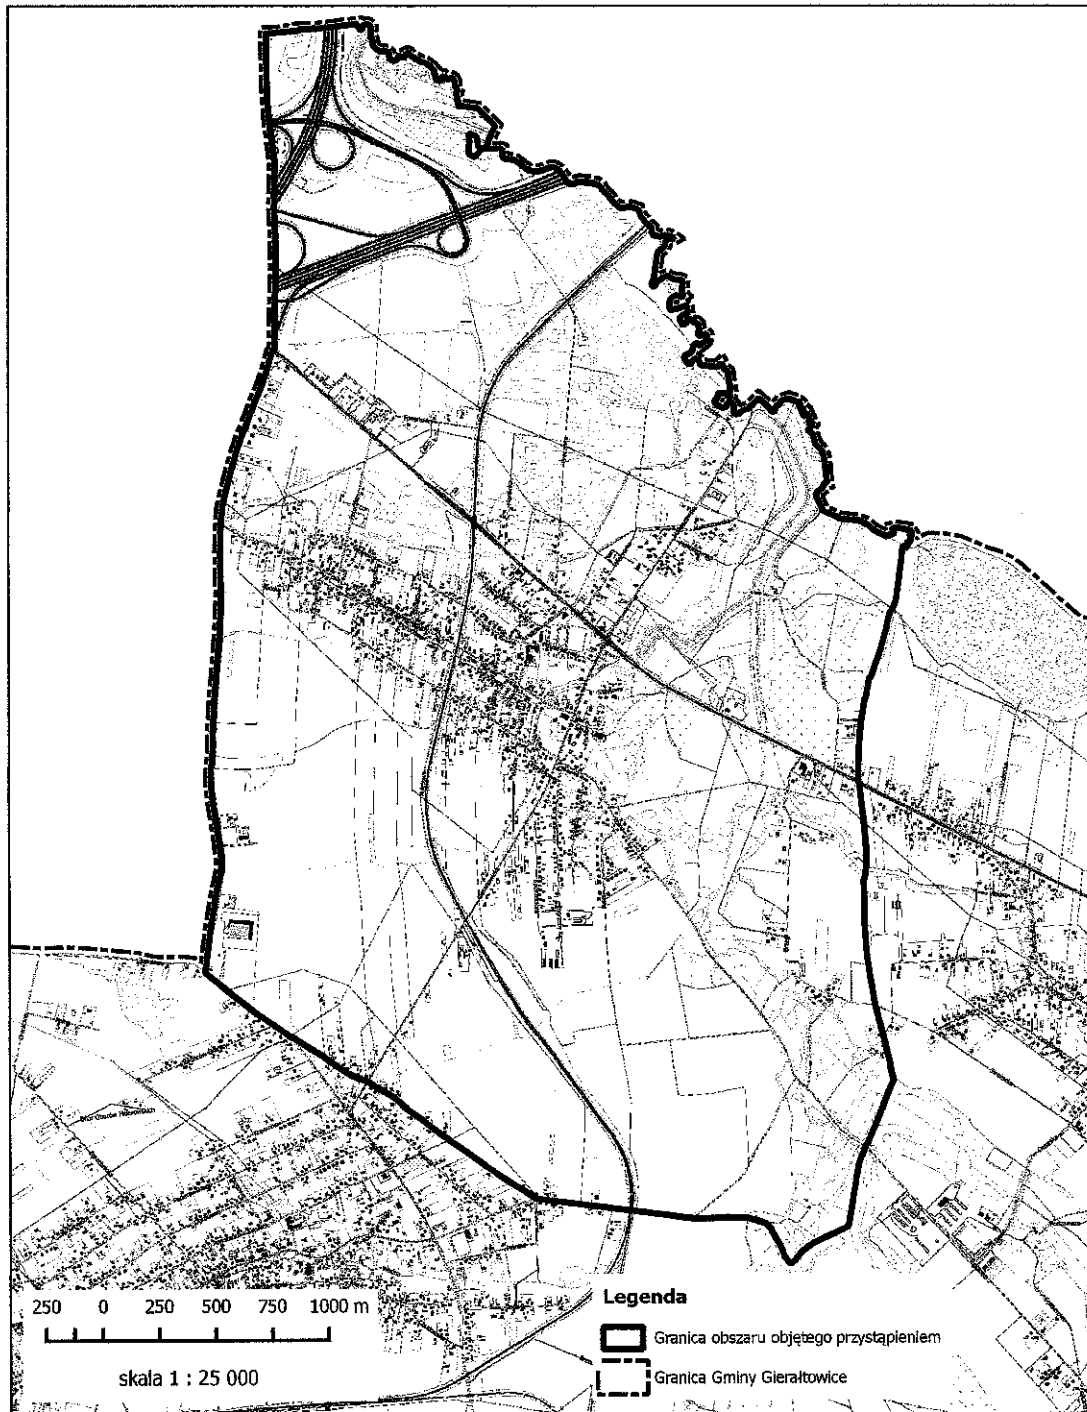 250 0 250 500 750 1000 m
skala 1 : 25 000
Legenda
Granica obszaru objętego przystąpieniem
Granica Gminy Gierałtowice